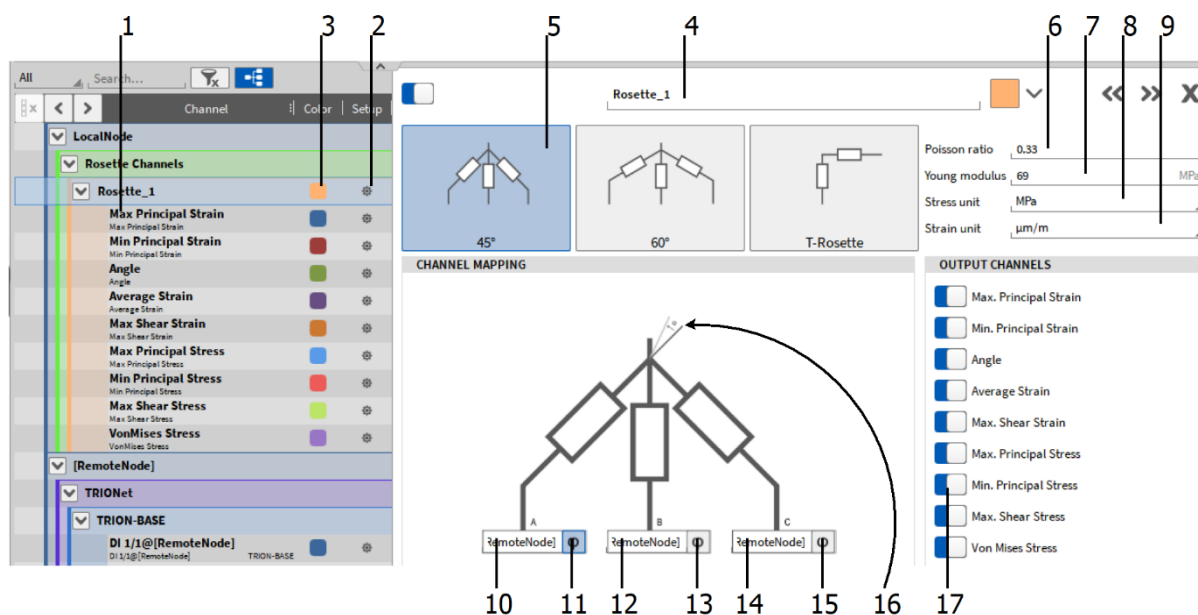 1 3 2 4 5 6 7 8 9
All Search...
Channel Color Setup
LocalNode
Rosette Channels
Rosette_1
Max Principal Strain
Max Principal Strain
Min Principal Strain
Min Principal Strain
Angle
Angle
Average Strain
Average Strain
Max Shear Strain
Max Shear Strain
Max Principal Stress
Max Principal Stress
Min Principal Stress
Min Principal Stress
Max Shear Stress
Max Shear Stress
VonMises Stress
VonMises Stress
[RemoteNode]
TRIONet
TRION-BASE
DI 1/1@[RemoteNode]
DI 1/1@[RemoteNode] TRION-BASE
Rosette_1
45°
60°
T-Rosette
Poisson ratio 0.33
Young modulus 69 MPa
Stress unit MPa
Strain unit µm/m
CHANNEL MAPPING
A B C
RemoteNode] RemoteNode] RemoteNode]
OUTPUT CHANNELS
Max. Principal Strain
Min. Principal Strain
Angle
Average Strain
Max. Shear Strain
Max. Principal Stress
Min. Principal Stress
Max. Shear Stress
Von Mises Stress
10 11 12 13 14 15 16 17